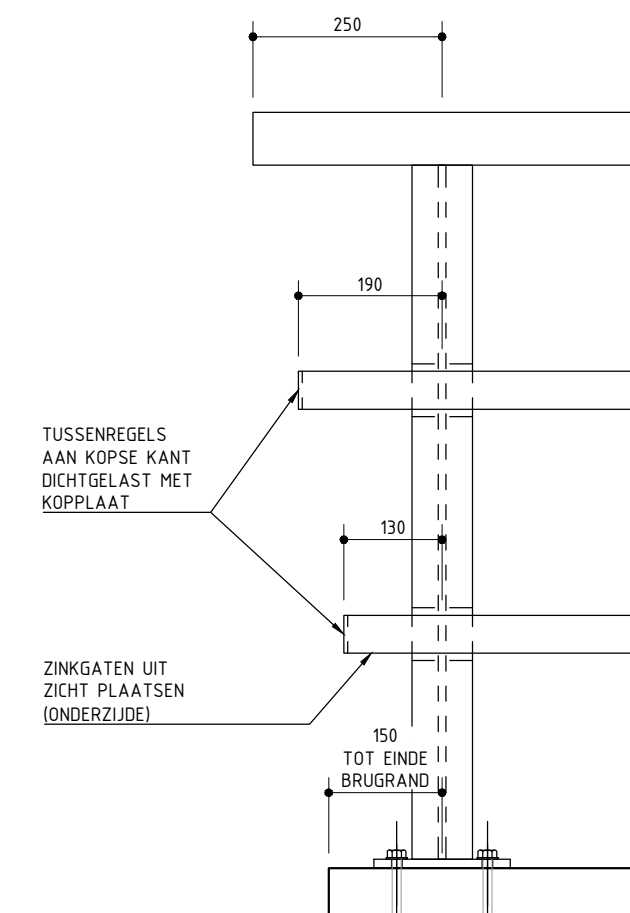 250
190
TUSSENREGELS
AAN KOPSE KANT
DICHTGELAST MET
KOPPLAAT
130
ZINKGATEN UIT
ZICHT PLAATSEN
(ONDERZIJDE)
150
TOT EINDE
BRUGRAND